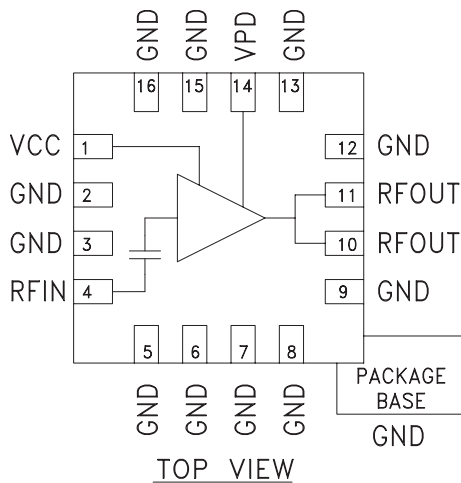 GND
GND
VPD
GND
16
15
14
13
VCC
1
12
GND
GND
2
11
RFOUT
GND
3
10
RFOUT
RFIN
4
9
GND
5
6
7
8
GND
GND
GND
GND
PACKAGE
BASE
GND
TOP VIEW